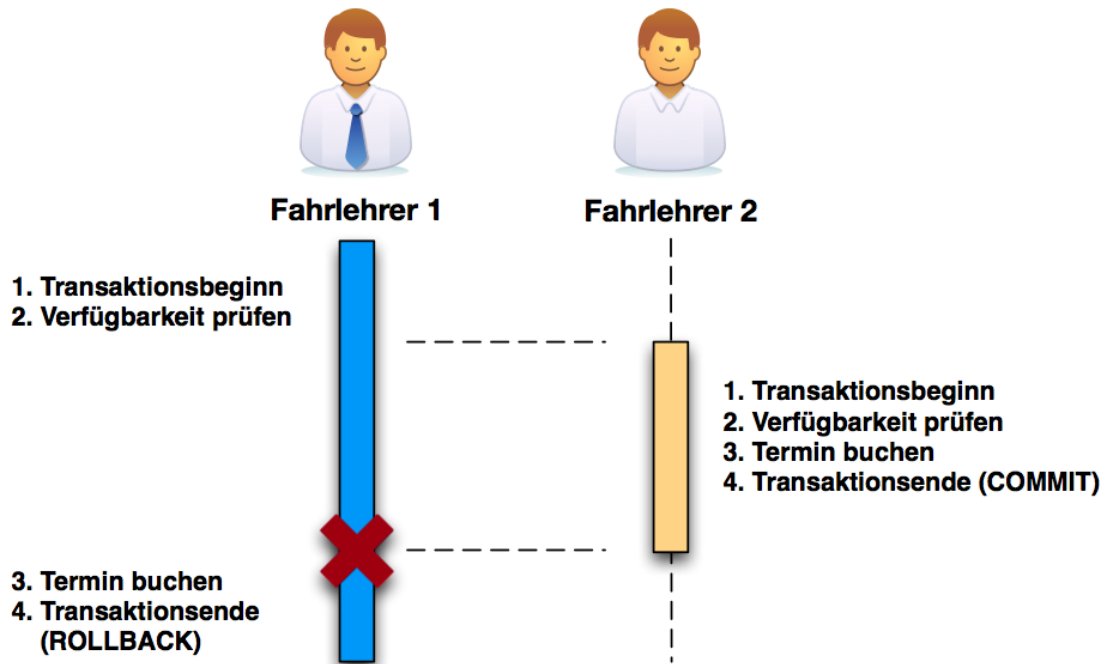 Fahrlehrer 1
Fahrlehrer 2
1. Transaktionsbeginn
2. Verfügbarkeit prüfen
1. Transaktionsbeginn
2. Verfügbarkeit prüfen
3. Termin buchen
4. Transaktionsende (COMMIT)
3. Termin buchen
4. Transaktionsende
(ROLLBACK)